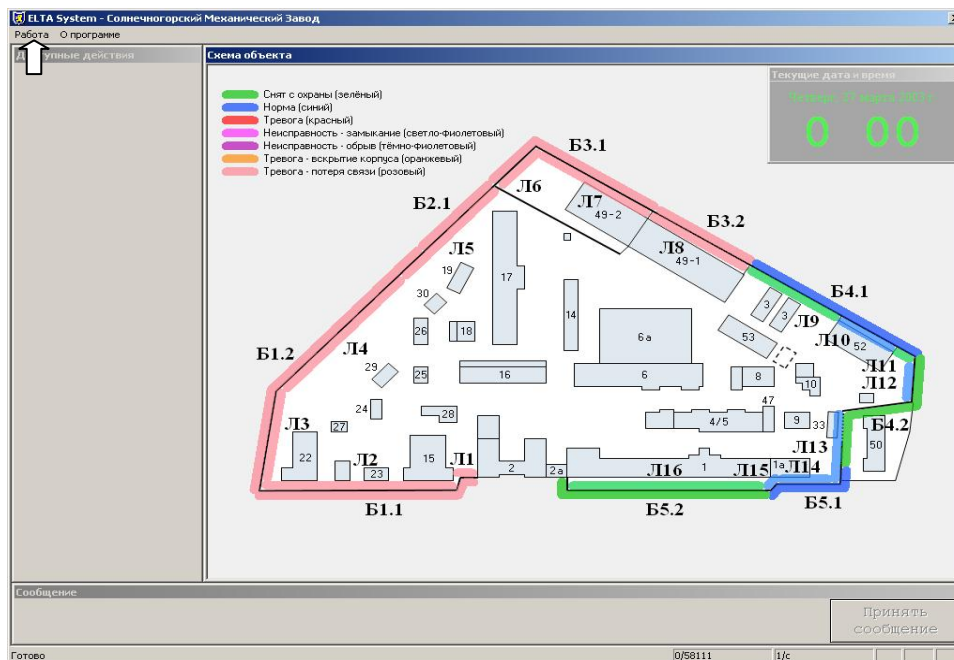 ELTA System - Солнечногорский Механический Завод
Работа О программе
Схема объекта
Текущие дата и время
0 00
Снят с охраны (зелёный)
Норма (синий)
Тревога (красный)
Неисправность - замыкание (светло-фиолетовый)
Неисправность - обрыв (тёмно-фиолетовый)
Тревога - вскрытие корпуса (оранжевый)
Тревога - потеря связи (розовый)
Б3.1
Л6
Л7
49-2
Б2.1
Б3.2
Л8
49-1
Л5
19
17
30
Б4.1
3
3
Л9
14
26
18
6а
53
Л10
52
Л4
Л11
Б1.2
29
25
16
6
8
10
Л12
24
47
28
4/5
9
33
Б4.2
Л3
27
Л13
50
22
Л2
23
15
Л1
2
2а
Л16
1
Л15
1а
Л14
Б1.1
Б5.2
Б5.1
Сообщение
Принять
сообщение
Готово
0/58111
1/с